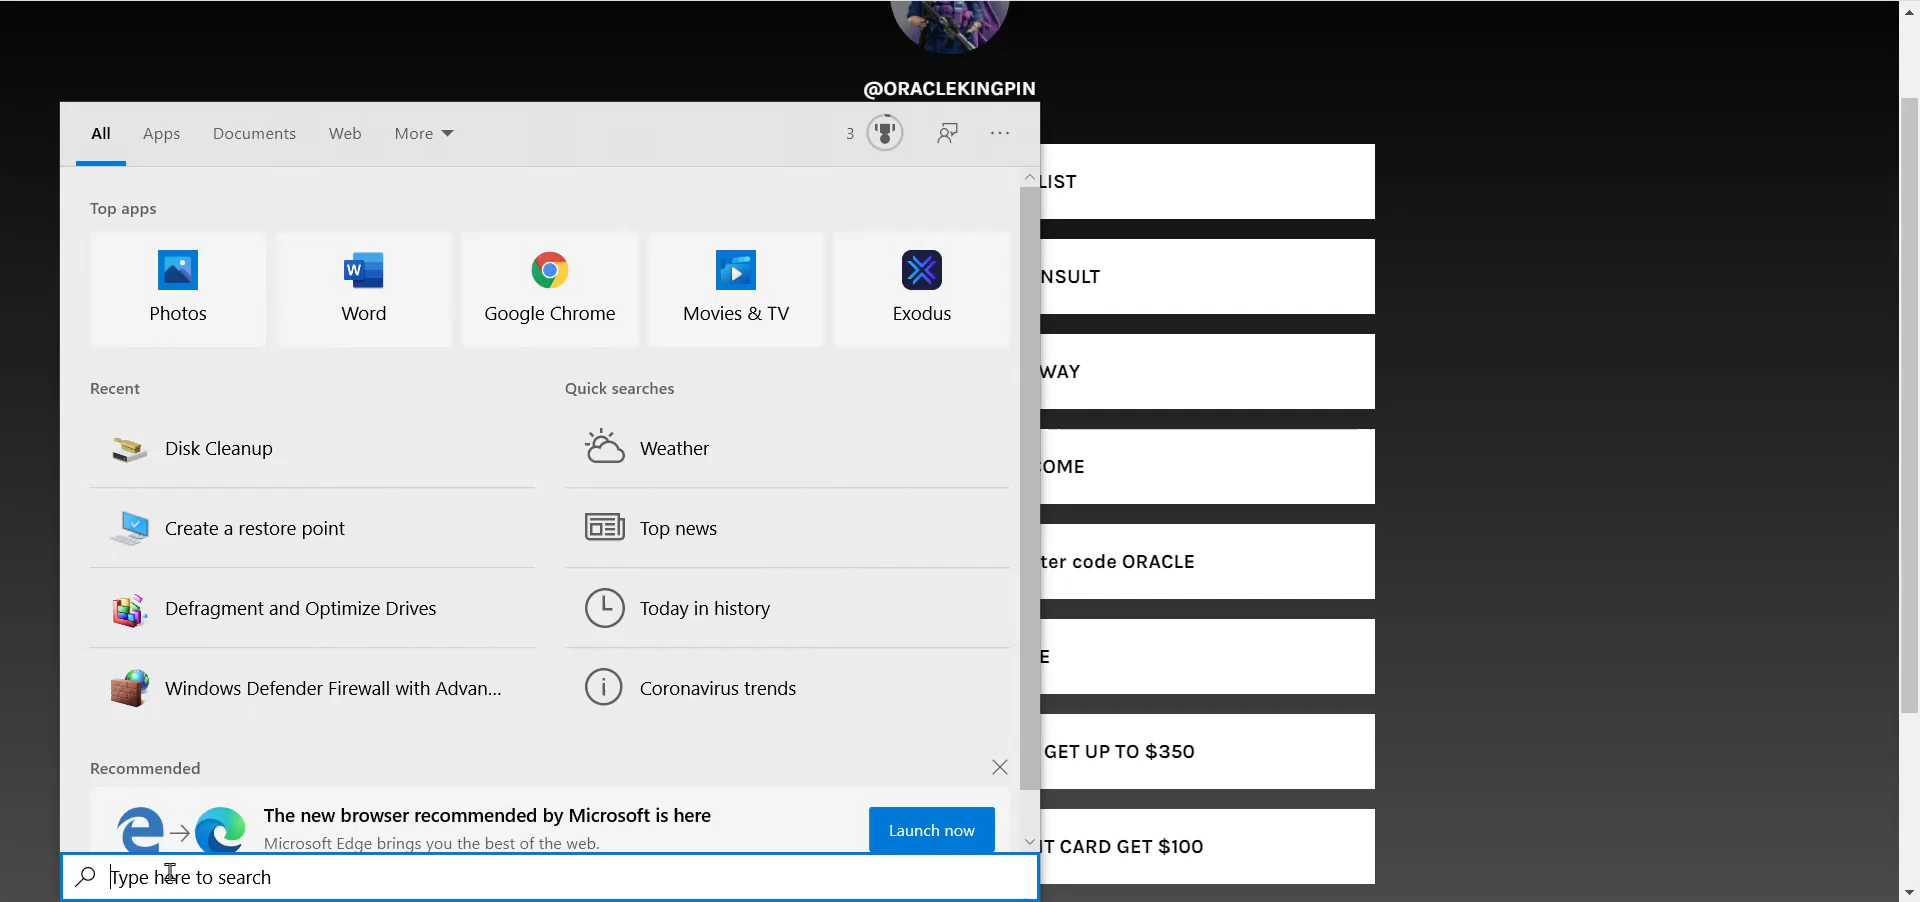 @ORACLEKINGPIN
All Apps Documents Web More 3
Top apps
Photos Word Google Chrome Movies & TV Exodus
Recent
Disk Cleanup
Create a restore point
Defragment and Optimize Drives
Windows Defender Firewall with Advan...
Quick searches
Weather
Top news
Today in history
Coronavirus trends
Recommended
The new browser recommended by Microsoft is here
Microsoft Edge brings you the best of the web.
Launch now
Type here to search
LIST
NSULT
WAY
COME
ter code ORACLE
E
GET UP TO $350
IT CARD GET $100